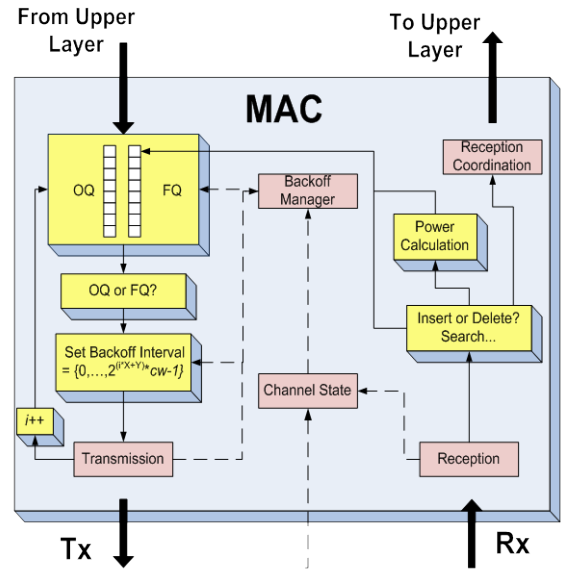 From Upper
Layer
To Upper
Layer
MAC
OQ
FQ
Backoff
Manager
Reception
Coordination
Power
Calculation
OQ or FQ?
Insert or Delete?
Search...
Set Backoff Interval
= {0,...,2^(i*X+Y)*cw-1}
Channel State
i++
Transmission
Reception
Tx
Rx